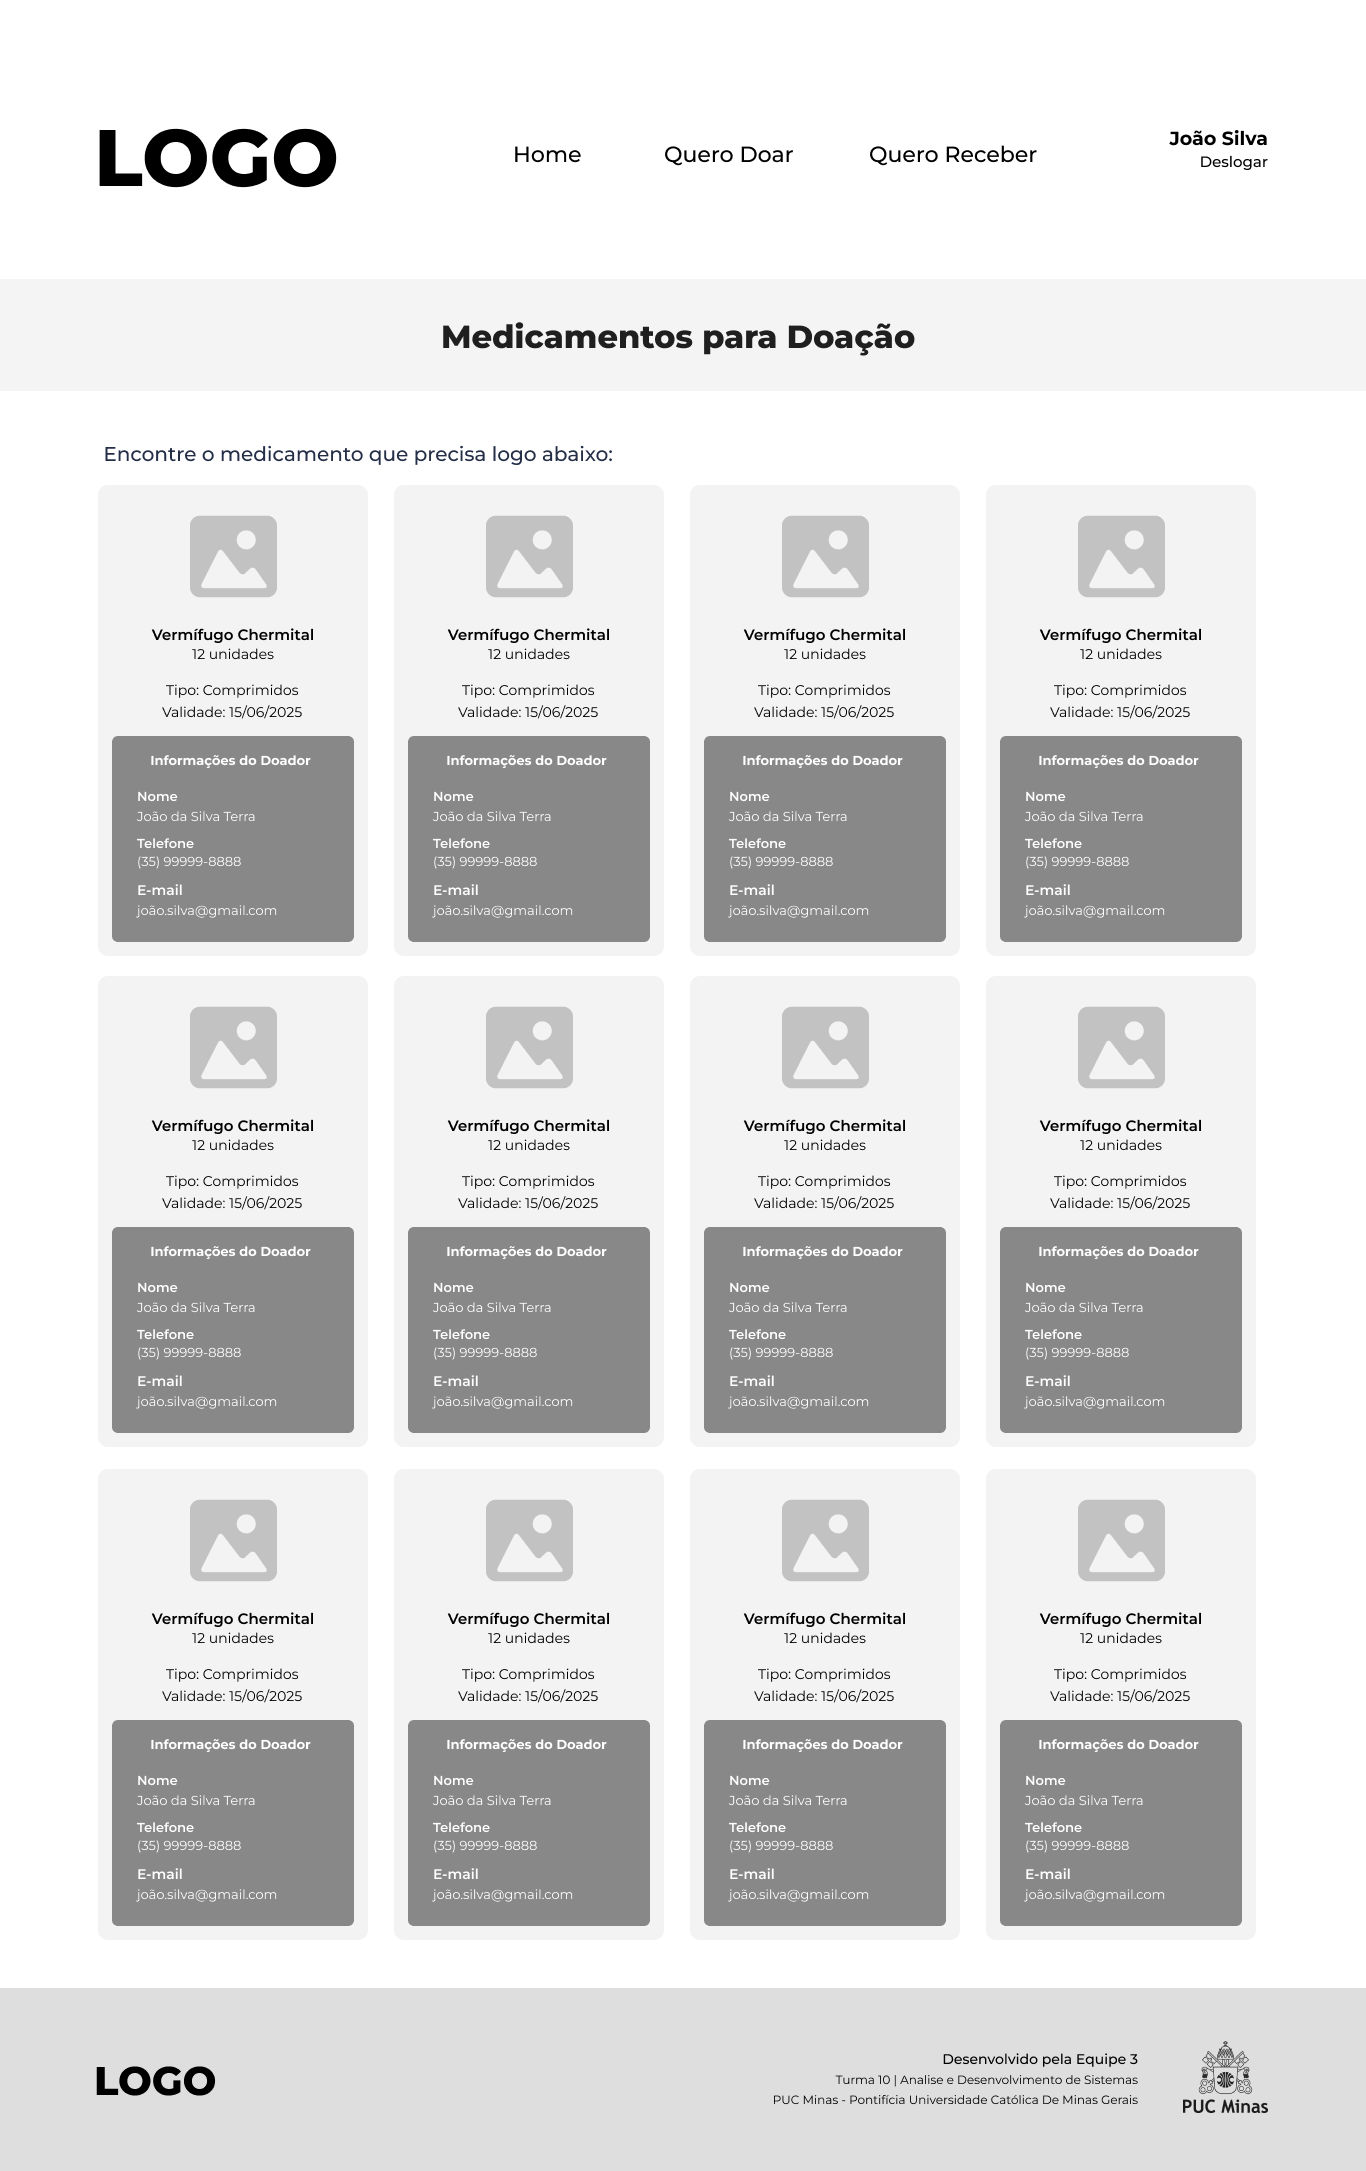 LOGO
Home
Quero Doar
Quero Receber
João Silva
Deslogar
Medicamentos para Doação
Encontre o medicamento que precisa logo abaixo:
Vermífugo Chermital
12 unidades
Tipo: Comprimidos
Validade: 15/06/2025
Informações do Doador
Nome
João da Silva Terra
Telefone
(35) 99999-8888
E-mail
joão.silva@gmail.com
Vermífugo Chermital
12 unidades
Tipo: Comprimidos
Validade: 15/06/2025
Informações do Doador
Nome
João da Silva Terra
Telefone
(35) 99999-8888
E-mail
joão.silva@gmail.com
Vermífugo Chermital
12 unidades
Tipo: Comprimidos
Validade: 15/06/2025
Informações do Doador
Nome
João da Silva Terra
Telefone
(35) 99999-8888
E-mail
joão.silva@gmail.com
Vermífugo Chermital
12 unidades
Tipo: Comprimidos
Validade: 15/06/2025
Informações do Doador
Nome
João da Silva Terra
Telefone
(35) 99999-8888
E-mail
joão.silva@gmail.com
Vermífugo Chermital
12 unidades
Tipo: Comprimidos
Validade: 15/06/2025
Informações do Doador
Nome
João da Silva Terra
Telefone
(35) 99999-8888
E-mail
joão.silva@gmail.com
Vermífugo Chermital
12 unidades
Tipo: Comprimidos
Validade: 15/06/2025
Informações do Doador
Nome
João da Silva Terra
Telefone
(35) 99999-8888
E-mail
joão.silva@gmail.com
Vermífugo Chermital
12 unidades
Tipo: Comprimidos
Validade: 15/06/2025
Informações do Doador
Nome
João da Silva Terra
Telefone
(35) 99999-8888
E-mail
joão.silva@gmail.com
Vermífugo Chermital
12 unidades
Tipo: Comprimidos
Validade: 15/06/2025
Informações do Doador
Nome
João da Silva Terra
Telefone
(35) 99999-8888
E-mail
joão.silva@gmail.com
Vermífugo Chermital
12 unidades
Tipo: Comprimidos
Validade: 15/06/2025
Informações do Doador
Nome
João da Silva Terra
Telefone
(35) 99999-8888
E-mail
joão.silva@gmail.com
Vermífugo Chermital
12 unidades
Tipo: Comprimidos
Validade: 15/06/2025
Informações do Doador
Nome
João da Silva Terra
Telefone
(35) 99999-8888
E-mail
joão.silva@gmail.com
Vermífugo Chermital
12 unidades
Tipo: Comprimidos
Validade: 15/06/2025
Informações do Doador
Nome
João da Silva Terra
Telefone
(35) 99999-8888
E-mail
joão.silva@gmail.com
Vermífugo Chermital
12 unidades
Tipo: Comprimidos
Validade: 15/06/2025
Informações do Doador
Nome
João da Silva Terra
Telefone
(35) 99999-8888
E-mail
joão.silva@gmail.com
LOGO
Desenvolvido pela Equipe 3
Turma 10 | Analise e Desenvolvimento de Sistemas
PUC Minas - Pontifícia Universidade Católica De Minas Gerais
PUC Minas